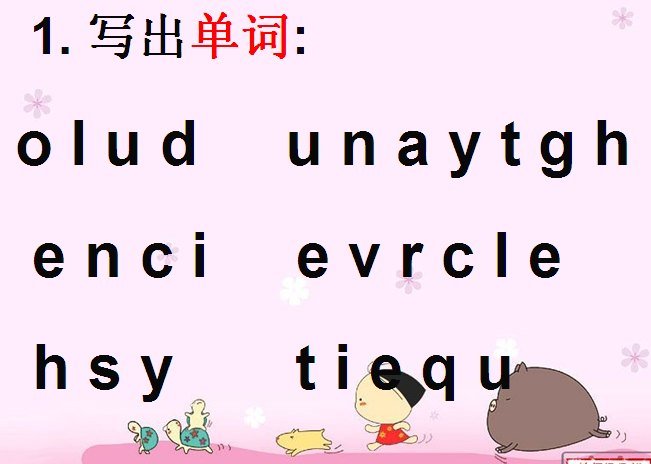 1. 写出单词:
o l u d u n a y t g h
e n c i e v r c l e
h s y t i e q u